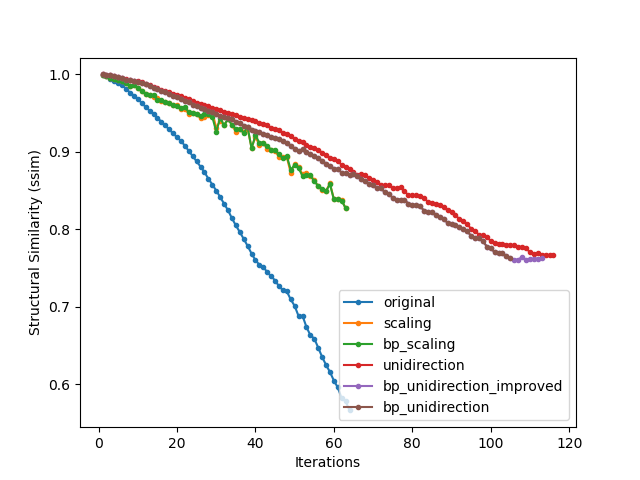 1.0
0.9
0.8
0.7
0.6
Structural Similarity (ssim)
original
scaling
bp_scaling
unidirection
bp_unidirection_improved
bp_unidirection
0 20 40 60 80 100 120
Iterations